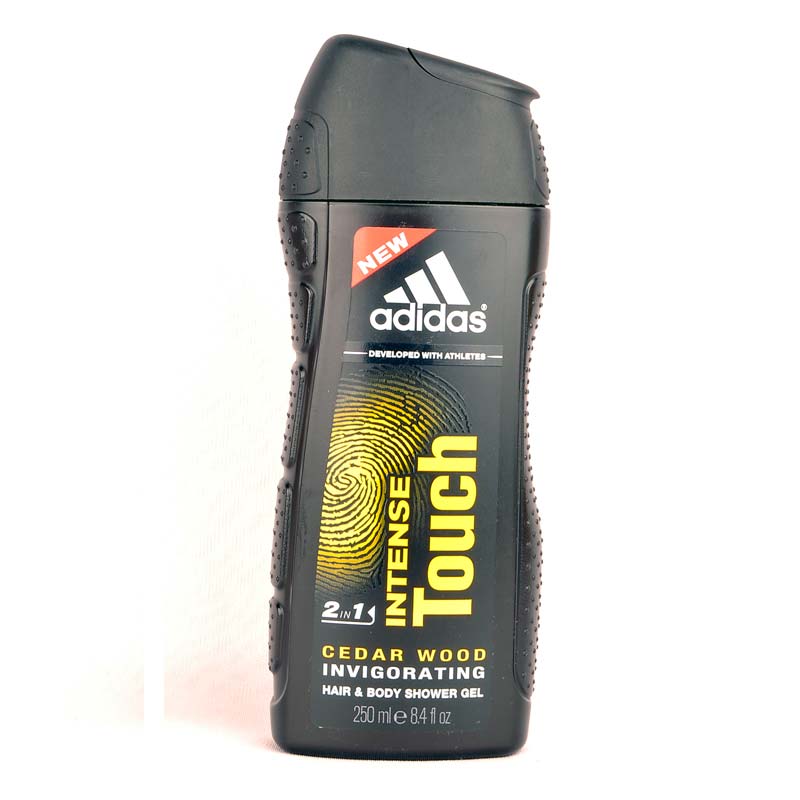 NEW
adidas®
DEVELOPED WITH ATHLETES
INTENSE
Touch
2 IN 1
CEDAR WOOD
INVIGORATING
HAIR & BODY SHOWER GEL
250 ml ℮ 8.4 fl oz